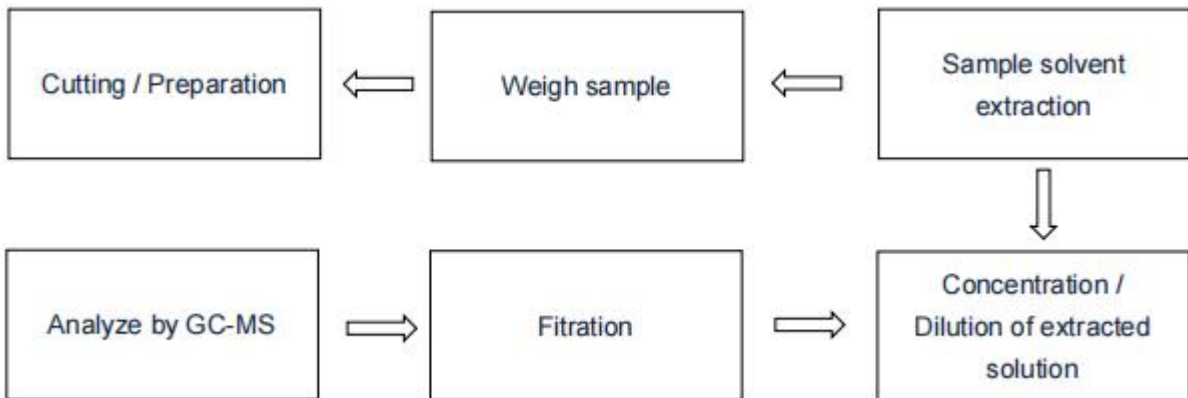 Cutting / Preparation
Weigh sample
Sample solvent
extraction
Analyze by GC-MS
Fitration
Concentration /
Dilution of extracted
solution